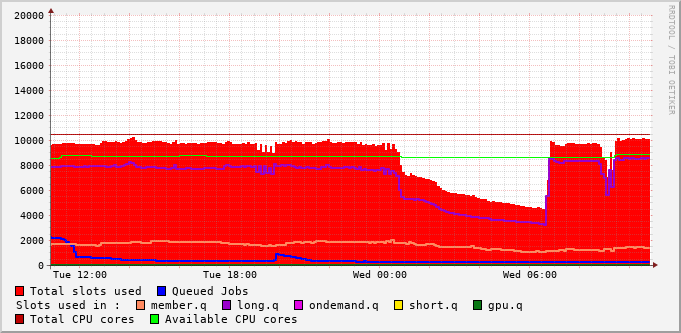 RRDTOOL / TOBI OETIKER
20000
18000
16000
14000
12000
10000
8000
6000
4000
2000
0
Tue 12:00 Tue 18:00 Wed 00:00 Wed 06:00
Total slots used Queued Jobs
Slots used in : member.q long.q ondemand.q short.q gpu.q
Total CPU cores Available CPU cores